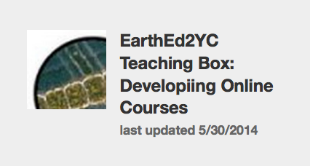 EarthEd2YC
Teaching Box:
Developiing Online
Courses
last updated 5/30/2014